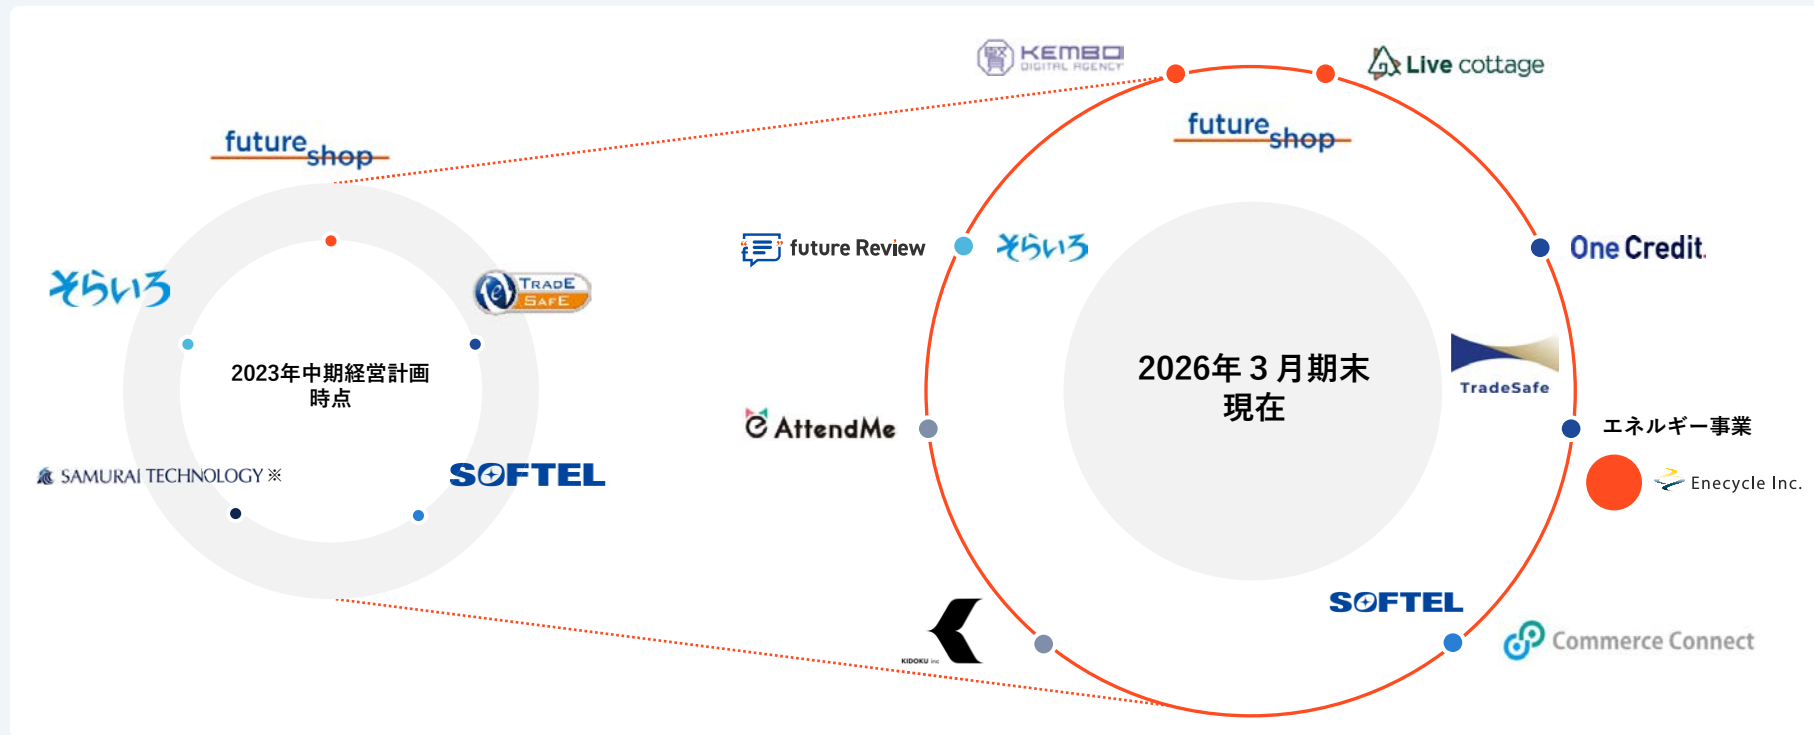 future shop
そらいろ
TRADE SAFE
2023年中期経営計画
時点
SAMURAI TECHNOLOGY ※
SOFTEL
賢 KEMBO
DIGITAL AGENCY
Live cottage
future shop
future Review
そらいろ
One Credit.
2026年３月期末
現在
TradeSafe
AttendMe
エネルギー事業
Enecycle Inc.
SOFTEL
Commerce Connect
KIDOKU inc